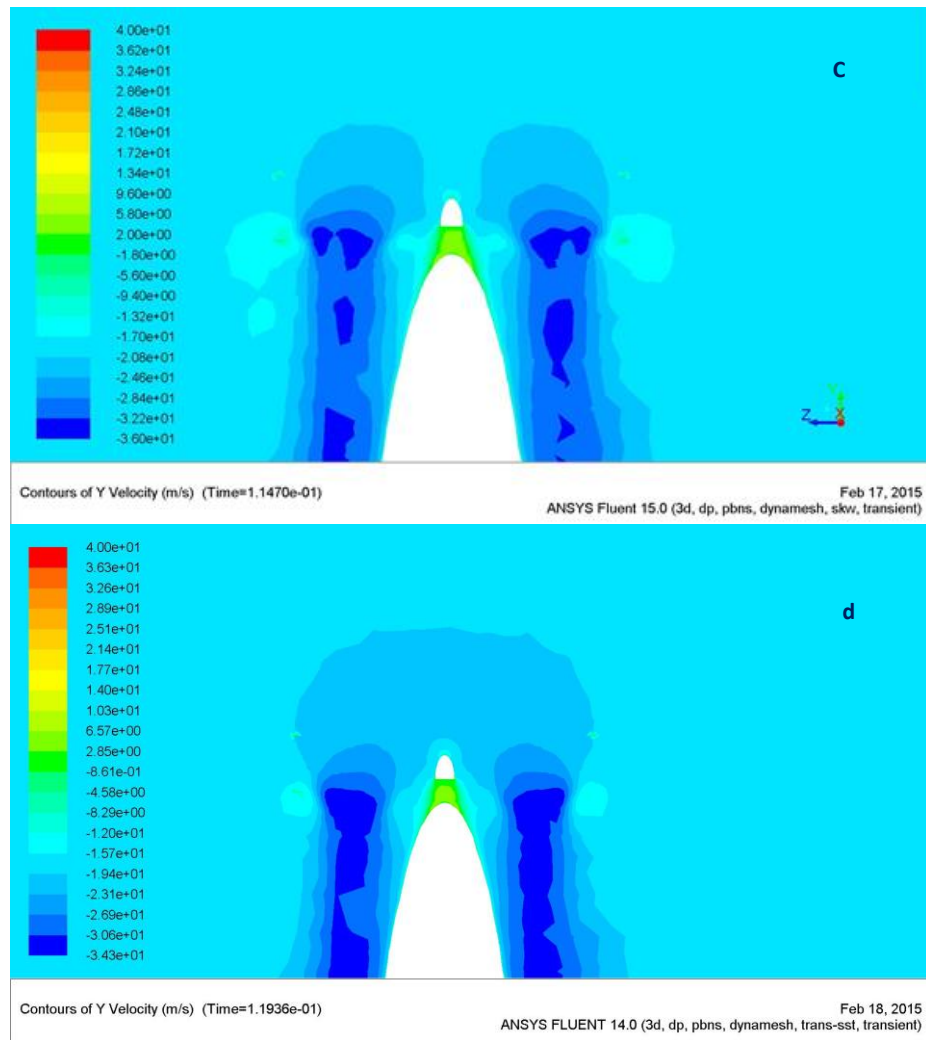 4.00e+01
3.62e+01
3.24e+01
2.86e+01
2.48e+01
2.10e+01
1.72e+01
1.34e+01
9.60e+00
5.80e+00
2.00e+00
-1.80e+00
-5.60e+00
-9.40e+00
-1.32e+01
-1.70e+01
-2.08e+01
-2.46e+01
-2.84e+01
-3.22e+01
-3.60e+01
C
Y
Z X
Contours of Y Velocity (m/s) (Time=1.1470e-01)
Feb 17, 2015
ANSYS Fluent 15.0 (3d, dp, pbns, dynamesh, skw, transient)
4.00e+01
3.63e+01
3.26e+01
2.89e+01
2.51e+01
2.14e+01
1.77e+01
1.40e+01
1.03e+01
6.57e+00
2.85e+00
-8.61e-01
-4.58e+00
-8.29e+00
-1.20e+01
-1.57e+01
-1.94e+01
-2.31e+01
-2.69e+01
-3.06e+01
-3.43e+01
d
Contours of Y Velocity (m/s) (Time=1.1936e-01)
Feb 18, 2015
ANSYS FLUENT 14.0 (3d, dp, pbns, dynamesh, trans-sst, transient)